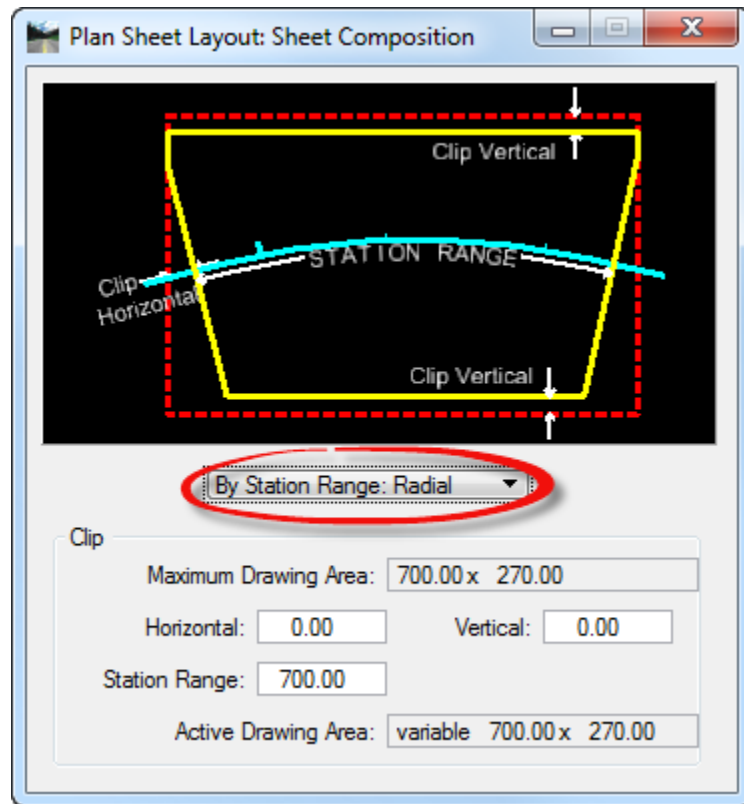 Plan Sheet Layout: Sheet Composition
Clip Vertical
STATION RANGE
Clip
Horizontal
Clip Vertical
By Station Range: Radial
Clip
Maximum Drawing Area: 700.00 x 270.00
Horizontal: 0.00 Vertical: 0.00
Station Range: 700.00
Active Drawing Area: variable 700.00 x 270.00